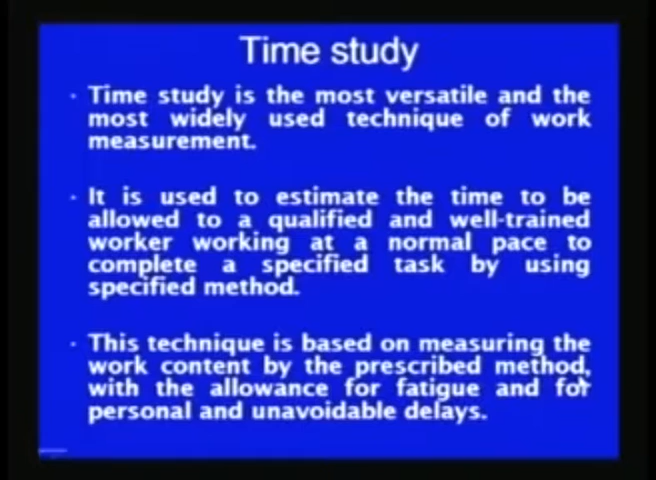 Time study
· Time study is the most versatile and the
most widely used technique of work
measurement.
· It is used to estimate the time to be
allowed to a qualified and well-trained
worker working at a normal pace to
complete a specified task by using
specified method.
· This technique is based on measuring the
work content by the prescribed method,
with the allowance for fatigue and for
personal and unavoidable delays.